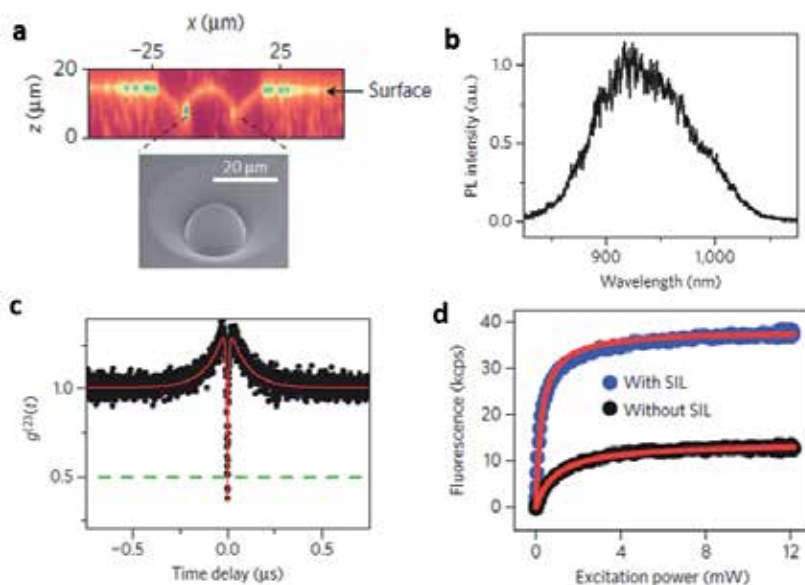 a
x (μm)
−25 25
20
0
z (μm)
Surface
20 μm
b
1.0
0.5
0.0
PL intensity (a.u.)
900 1,000
Wavelength (nm)
c
1.0
0.5
g(2)(t)
−0.5 0.0 0.5
Time delay (μs)
d
40
30
20
10
0
Fluorescence (kcps)
With SIL
Without SIL
0 4 8 12
Excitation power (mW)